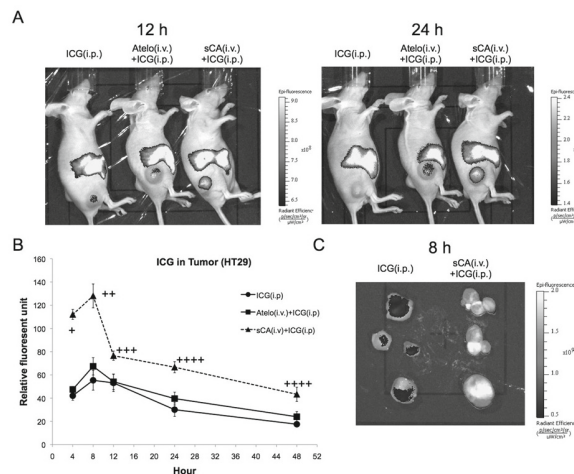 A
12 h
24 h
ICG(i.p.)
Atelo(i.v.)
+ICG(i.p.)
sCA(i.v.)
+ICG(i.p.)
ICG(i.p.)
Atelo(i.v.)
+ICG(i.p.)
sCA(i.v.)
+ICG(i.p.)
Epi-fluorescence
9.0
8.5
8.0
7.5
7.0
6.5
x10⁸
Radiant Efficiency
Epi-fluorescence
2.4
2.2
2.0
1.8
1.6
1.4
x10⁹
Radiant Efficiency
B
ICG in Tumor (HT29)
Relative fluoresent unit
160
140
120
100
80
60
40
20
0
0 4 8 12 16 20 24 28 32 36 40 44 48 52
Hour
ICG(i.p)
Atelo(i.v.)+ICG(i.p)
sCA(i.v)+ICG(i.p)
+
++
+++
++++
++++
C
8 h
ICG(i.p.)
sCA(i.v.)
+ICG(i.p.)
Epi-fluorescence
2.0
1.5
1.0
0.5
x10⁹
Radiant Efficiency